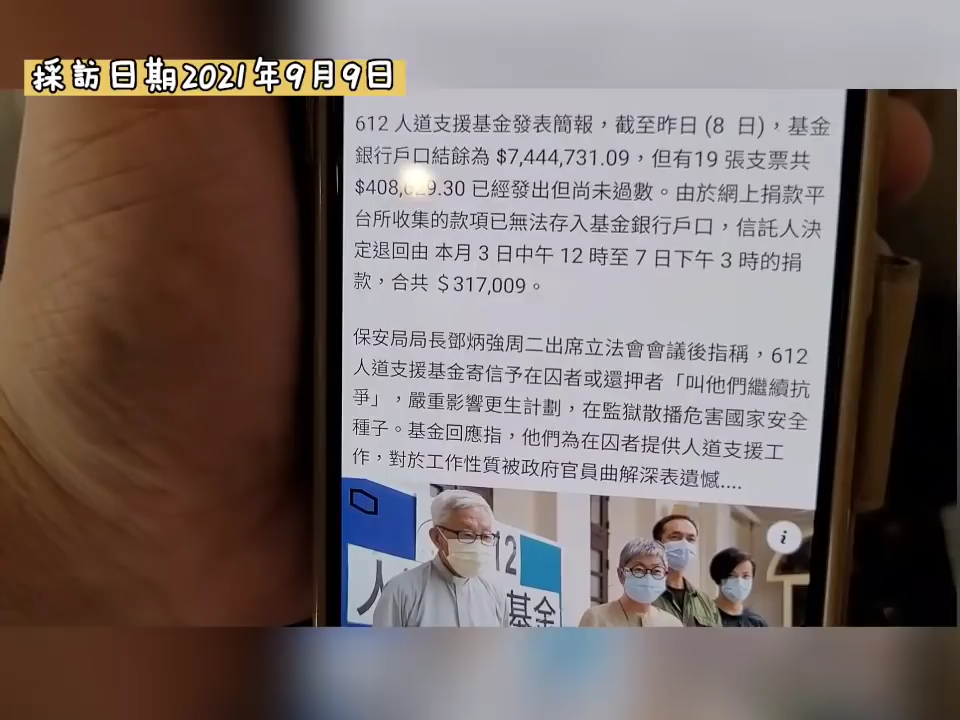 採訪日期2021年9月9日
612 人道支援基金發表簡報，截至昨日 (8 日)，基金
銀行戶口結餘為 $7,444,731.09，但有19 張支票共
9.30 已經發出但尚未過數。由於網上捐款平
台所收集的款項已無法存入基金銀行戶口，信託人決
定退回由 本月 3 日中午 12 時至 7 日下午 3 時的捐
款，合共 ＄317,009。
保安局局長鄧炳強周二出席立法會會議後指稱，612
人道支援基金寄信予在囚者或還押者「叫他們繼續抗
爭」，嚴重影響更生計劃，在監獄散播危害國家安全
種子。基金回應指，他們為在囚者提供人道支援工
作，對於工作性質被政府官員曲解深表遺憾....
12
人
基金
i